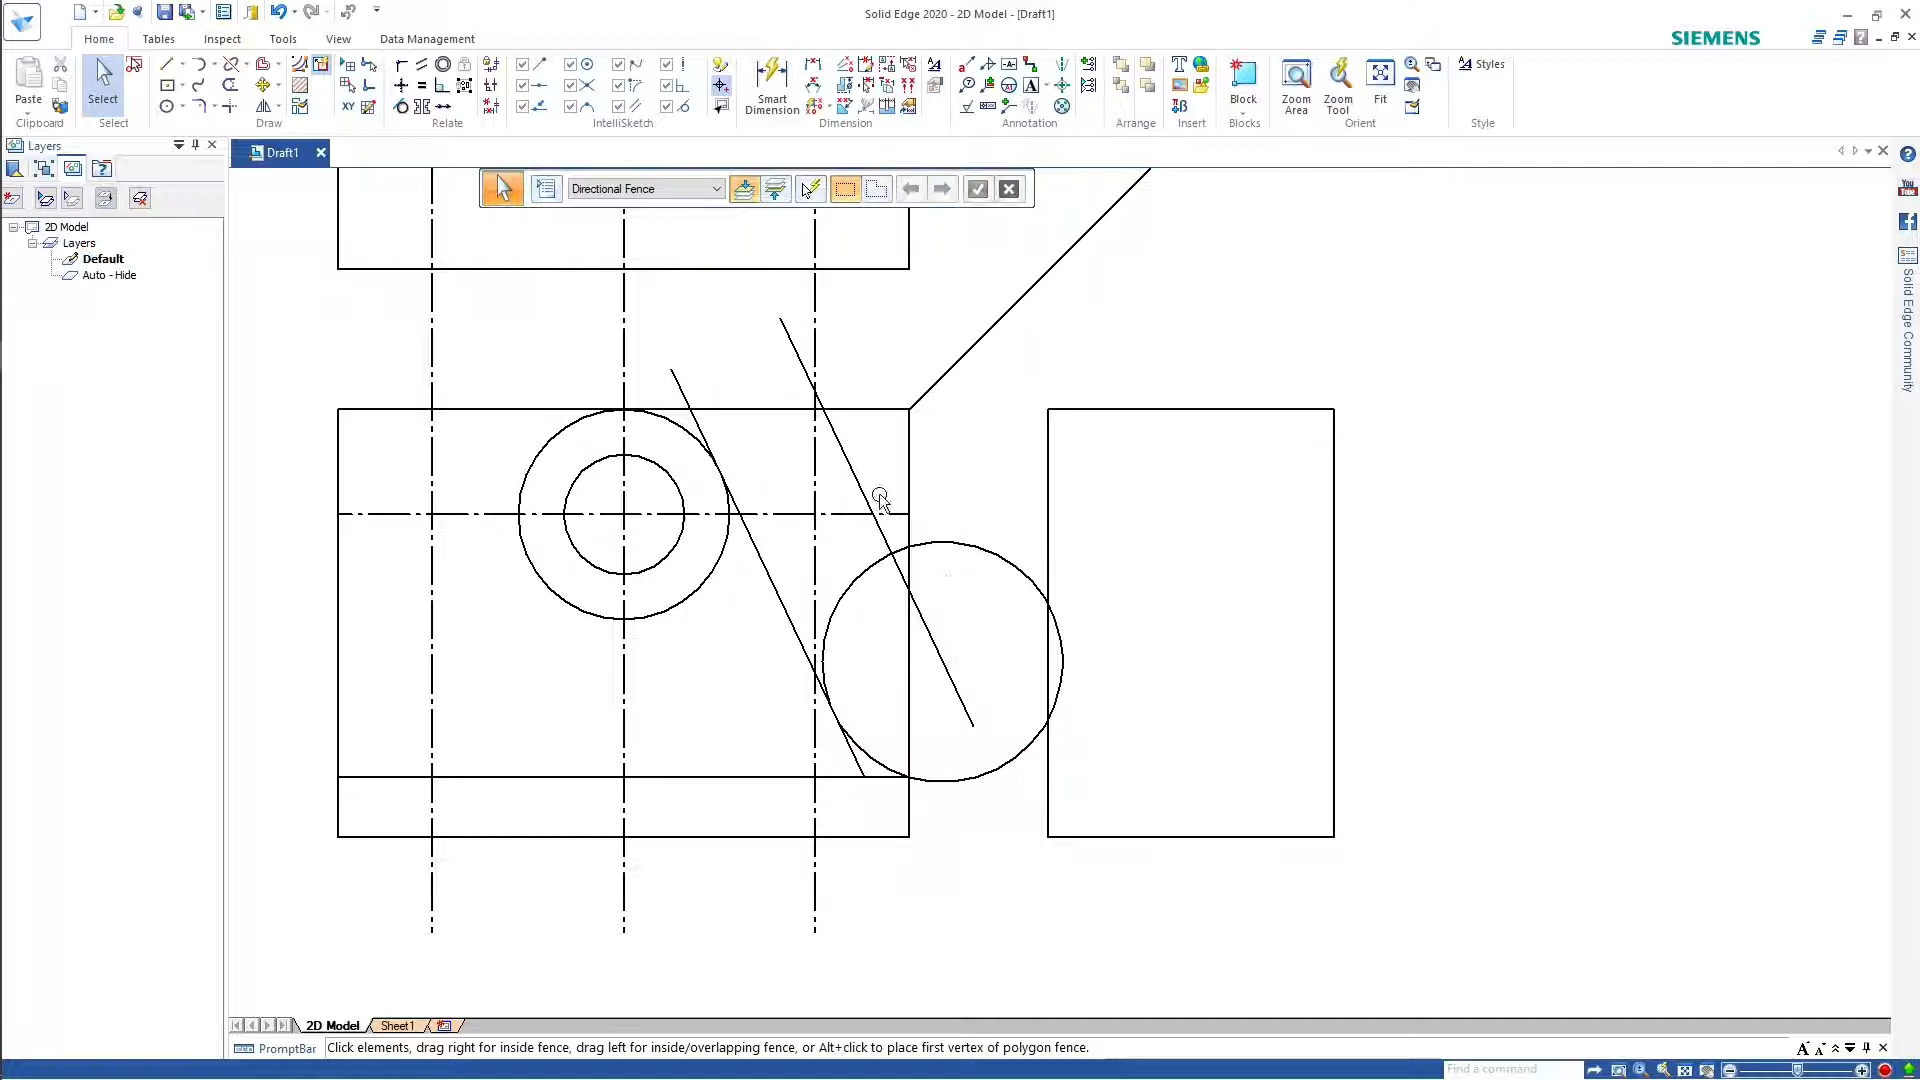 Solid Edge 2020 - 2D Model - [Draft1]
Home
Tables
Inspect
Tools
View
Data Management
SIEMENS
Paste
Clipboard
Select
Select
Draw
XY
Relate
IntelliSketch
Smart
Dimension
Dimension
Annotation
Arrange
Insert
Block
Blocks
Zoom
Area
Zoom
Tool
Fit
Orient
Styles
Style
Layers
Draft1
Directional Fence
2D Model
Layers
Default
Auto - Hide
Solid Edge Community
2D Model
Sheet1
PromptBar
Click elements, drag right for inside fence, drag left for inside/overlapping fence, or Alt+click to place first vertex of polygon fence.
Find a command